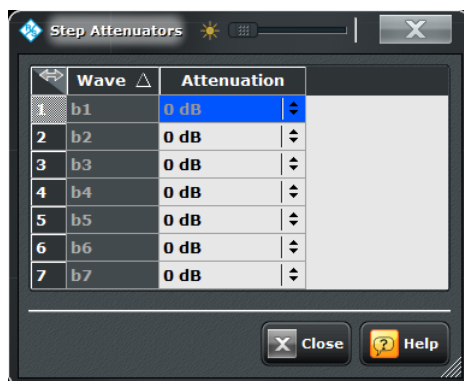 Step Attenuators
Wave Attenuation
1 b1 0 dB
2 b2 0 dB
3 b3 0 dB
4 b4 0 dB
5 b5 0 dB
6 b6 0 dB
7 b7 0 dB
X Close ? Help